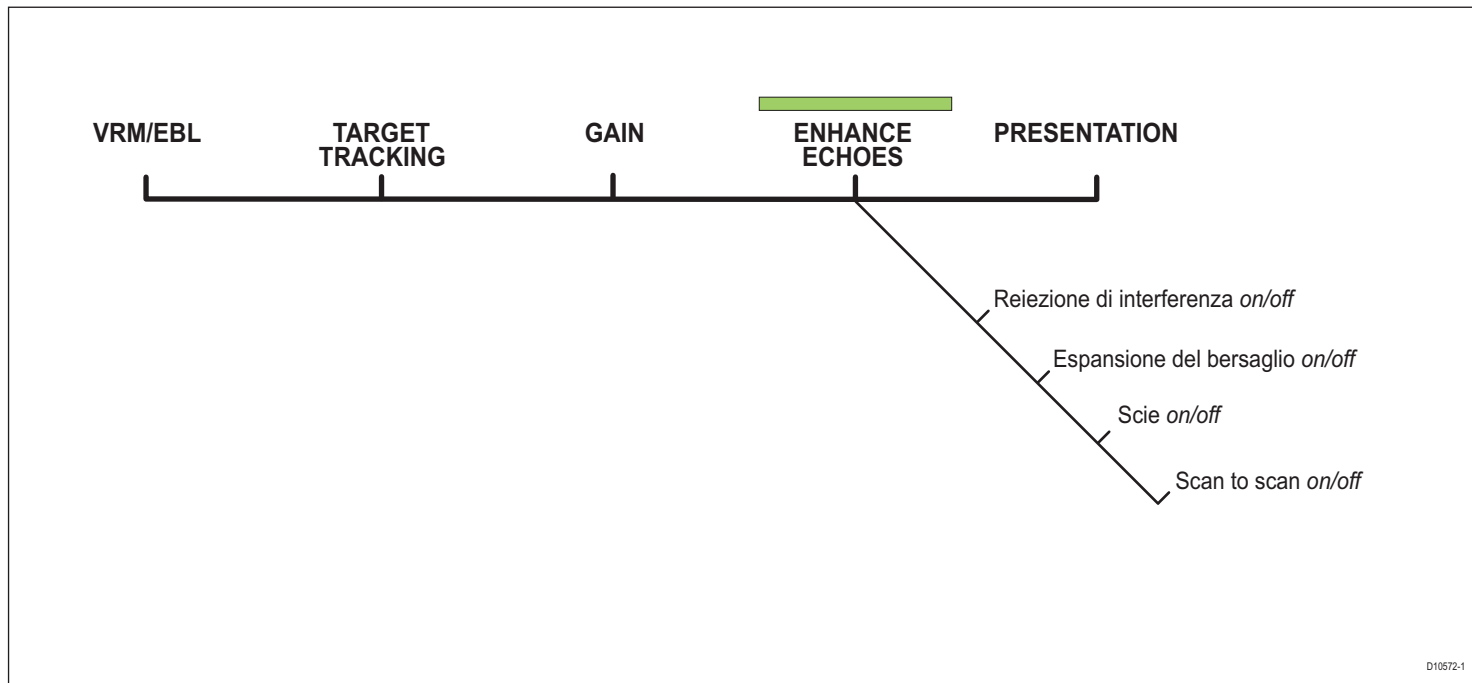 VRM/EBL
TARGET
TRACKING
GAIN
ENHANCE
ECHOES
PRESENTATION
Reiezione di interferenza on/off
Espansione del bersaglio on/off
Scie on/off
Scan to scan on/off
D10572-1